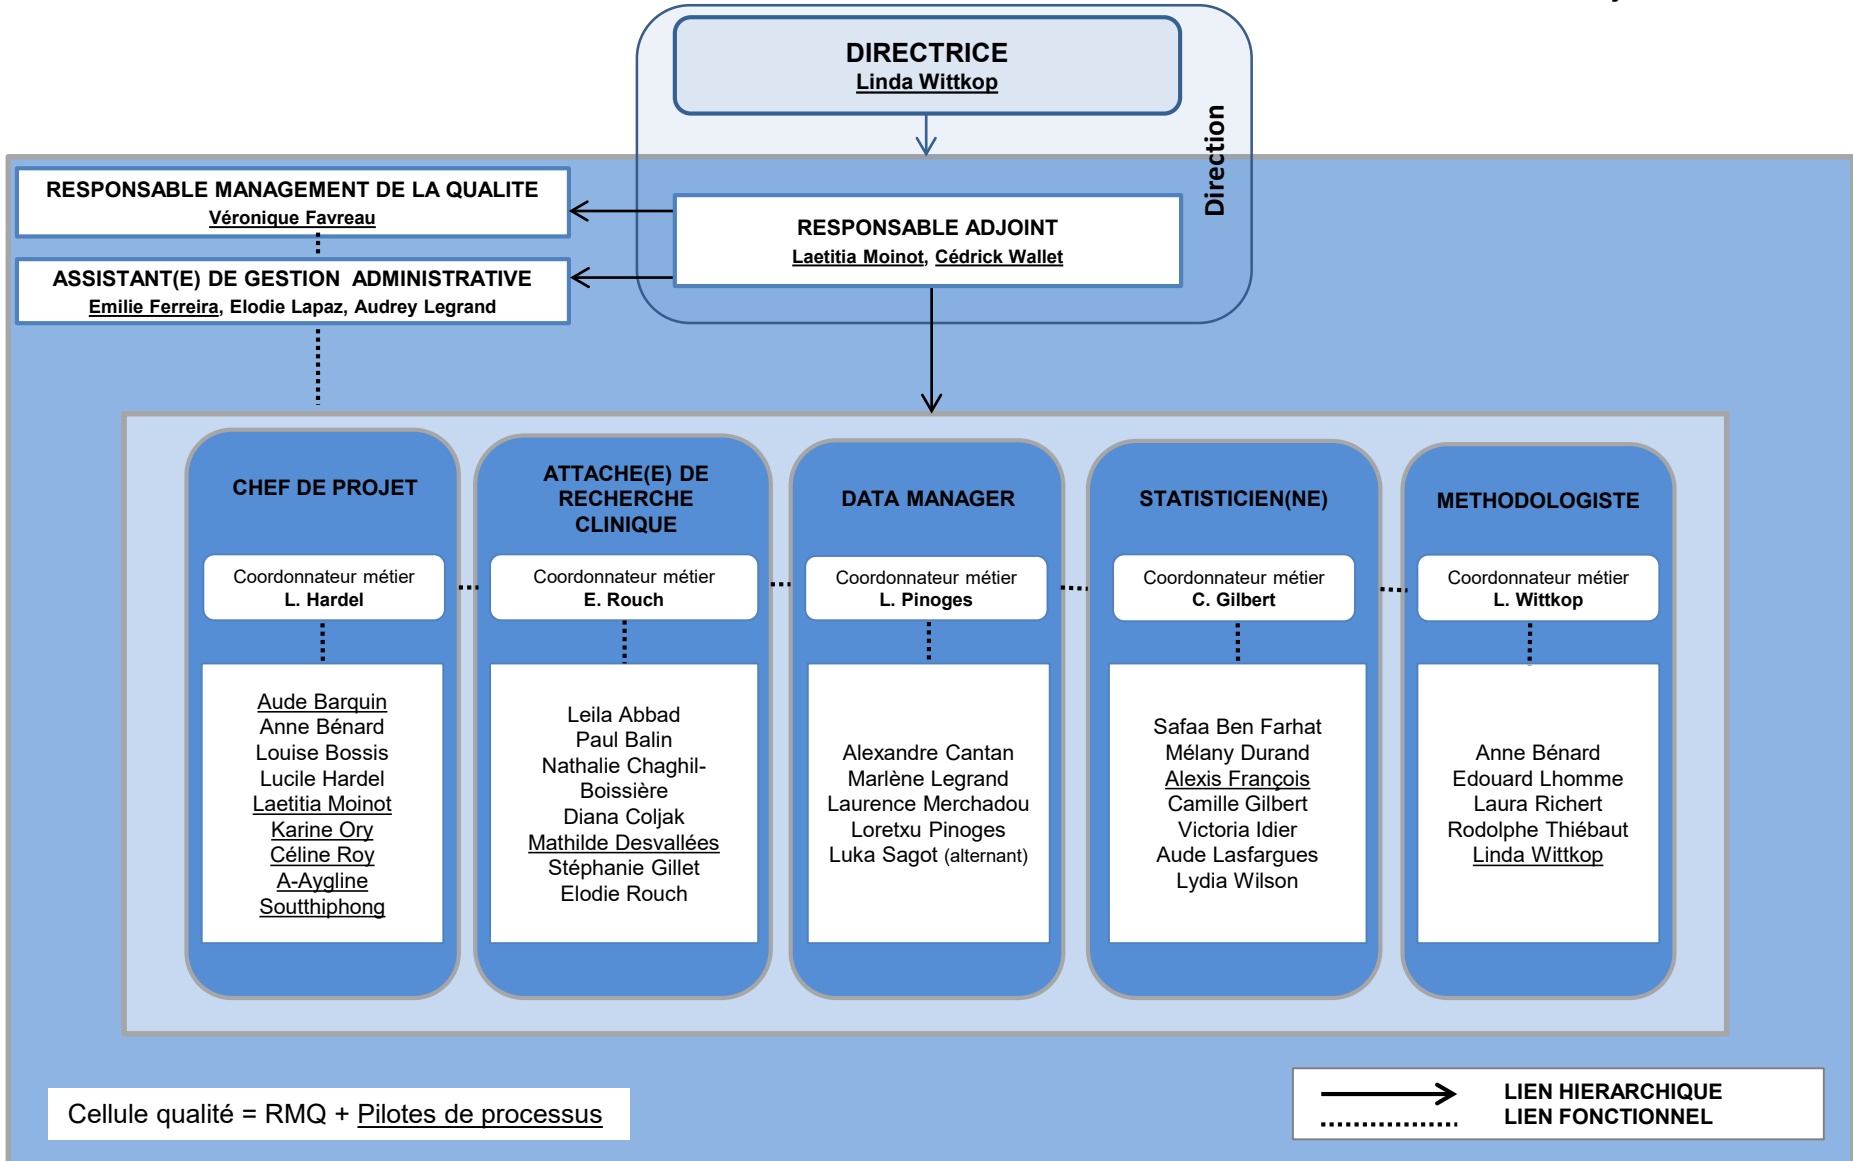 DIRECTRICE
Linda Wittkop
Direction
RESPONSABLE MANAGEMENT DE LA QUALITE
Véronique Favreau
RESPONSABLE ADJOINT
Laetitia Moinot, Cédrick Wallet
ASSISTANT(E) DE GESTION ADMINISTRATIVE
Emilie Ferreira, Elodie Lapaz, Audrey Legrand
CHEF DE PROJET
Coordonnateur métier
L. Hardel
Aude Barquin
Anne Bénard
Louise Bossis
Lucile Hardel
Laetitia Moinot
Karine Ory
Céline Roy
A-Aygline
Soutthiphong
ATTACHE(E) DE
RECHERCHE
CLINIQUE
Coordonnateur métier
E. Rouch
Leila Abbad
Paul Balin
Nathalie Chaghil-
Boissière
Diana Coljak
Mathilde Desvallées
Stéphanie Gillet
Elodie Rouch
DATA MANAGER
Coordonnateur métier
L. Pinoges
Alexandre Cantan
Marlène Legrand
Laurence Merchadou
Loretxu Pinoges
Luka Sagot (alternant)
STATISTICIEN(NE)
Coordonnateur métier
C. Gilbert
Safaa Ben Farhat
Mélany Durand
Alexis François
Camille Gilbert
Victoria Idier
Aude Lasfargues
Lydia Wilson
METHODOLOGISTE
Coordonnateur métier
L. Wittkop
Anne Bénard
Edouard Lhomme
Laura Richert
Rodolphe Thiébaut
Linda Wittkop
Cellule qualité = RMQ + Pilotes de processus
LIEN HIERARCHIQUE
LIEN FONCTIONNEL